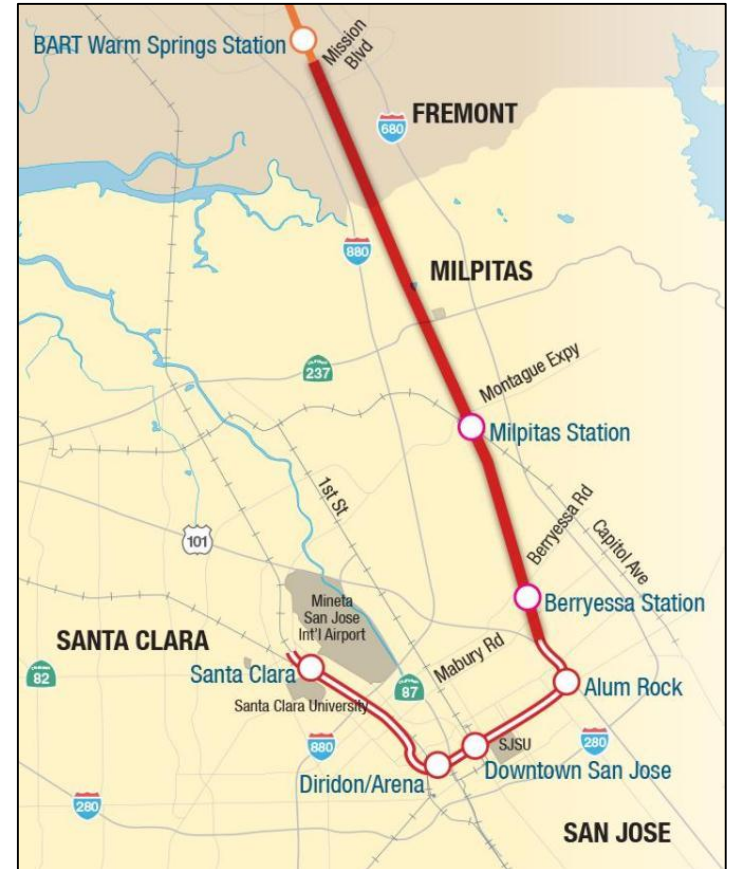 BART Warm Springs Station
Mission
Blvd
680
FREMONT
880
MILPITAS
237
Montague Expy
Milpitas Station
1st St
Berryessa Rd
Capitol Ave
101
Mineta
San Jose
Int'l Airport
Berryessa Station
SANTA CLARA
Mabury Rd
82
Santa Clara
87
Alum Rock
Santa Clara University
880
SJSU
280
Diridon/Arena
Downtown San Jose
280
SAN JOSE